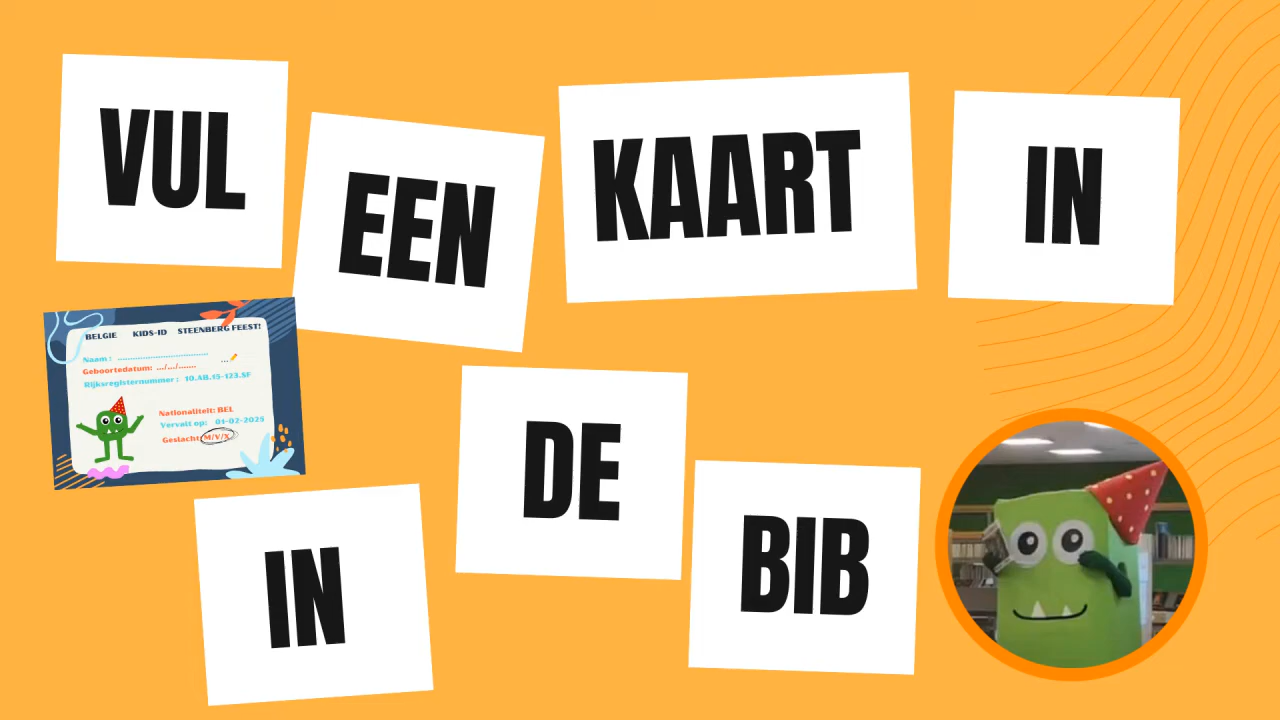 VUL EEN KAART IN
BELGIE KIDS-ID STEENBERG FEEST!
Naam : ................................
... 
Geboortedatum: .../.../.......
Rijksregisternummer : 10.AB.15-123.SF
Nationaliteit: BEL
Vervalt op: 01-02-2025
Geslacht: M/V/X
IN DE BIB